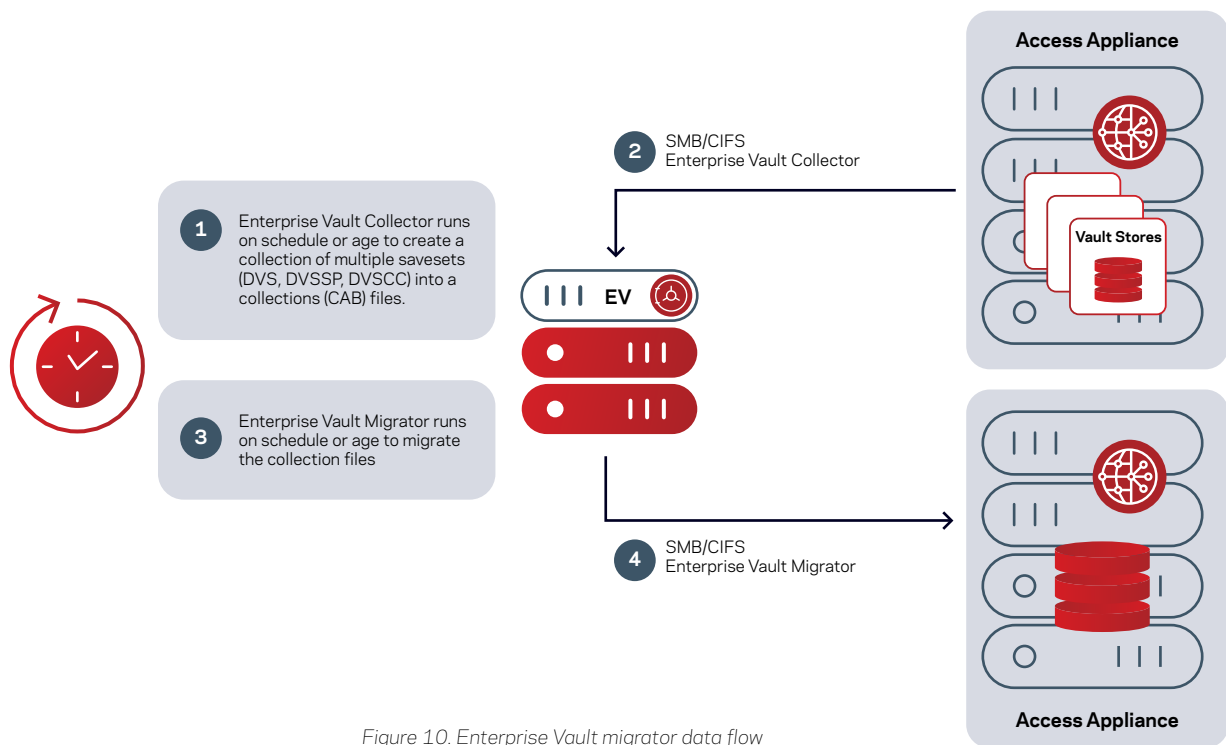 Access Appliance
2
SMB/CIFS
Enterprise Vault Collector
1
Enterprise Vault Collector runs
on schedule or age to create a
collection of multiple savesets
(DVS, DVSSP, DVSCC) into a
collections (CAB) files.
Vault Stores
EV
3
Enterprise Vault Migrator runs
on schedule or age to migrate
the collection files
4
SMB/CIFS
Enterprise Vault Migrator
Access Appliance
Figure 10. Enterprise Vault migrator data flow